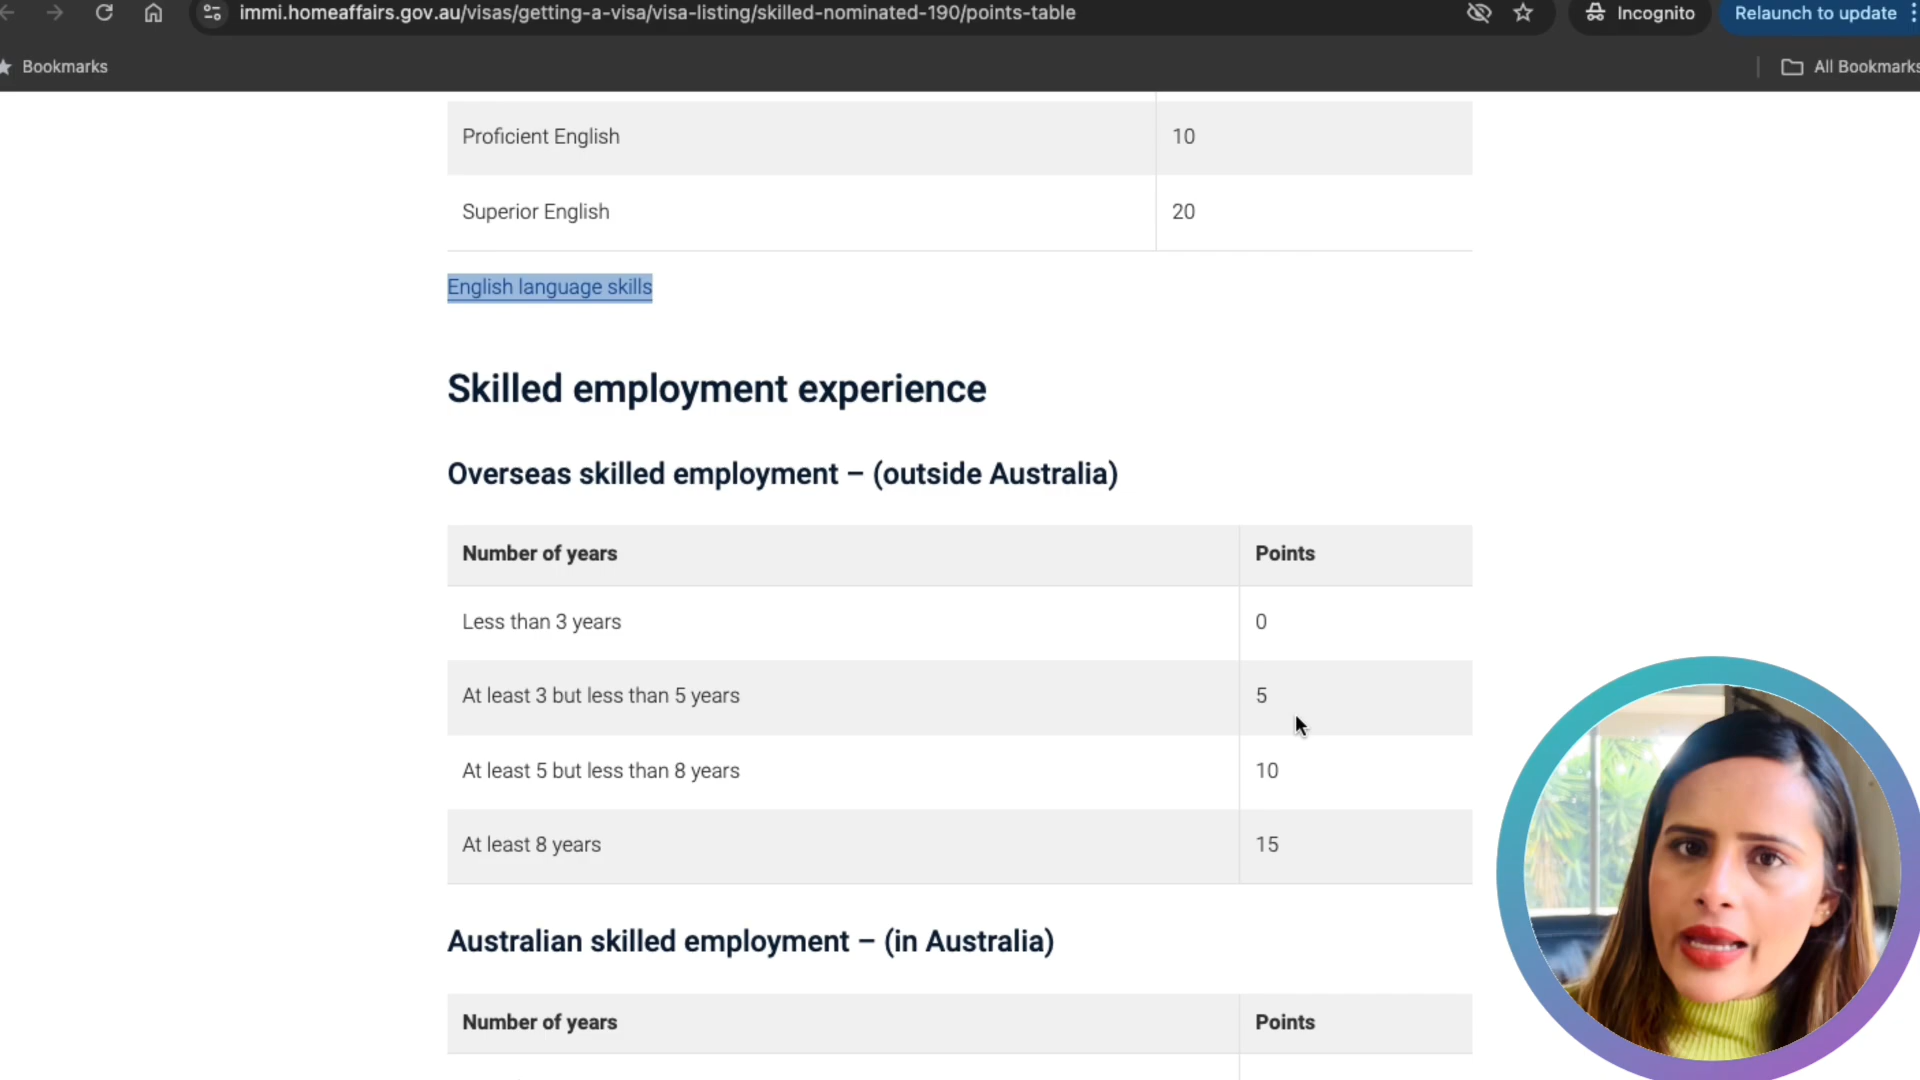 immi.homeaffairs.gov.au/visas/getting-a-visa/visa-listing/skilled-nominated-190/points-table
Incognito
Relaunch to update
Bookmarks
All Bookmarks
Proficient English 10
Superior English 20
English language skills
Skilled employment experience
Overseas skilled employment – (outside Australia)
Number of years Points
Less than 3 years 0
At least 3 but less than 5 years 5
At least 5 but less than 8 years 10
At least 8 years 15
Australian skilled employment – (in Australia)
Number of years Points